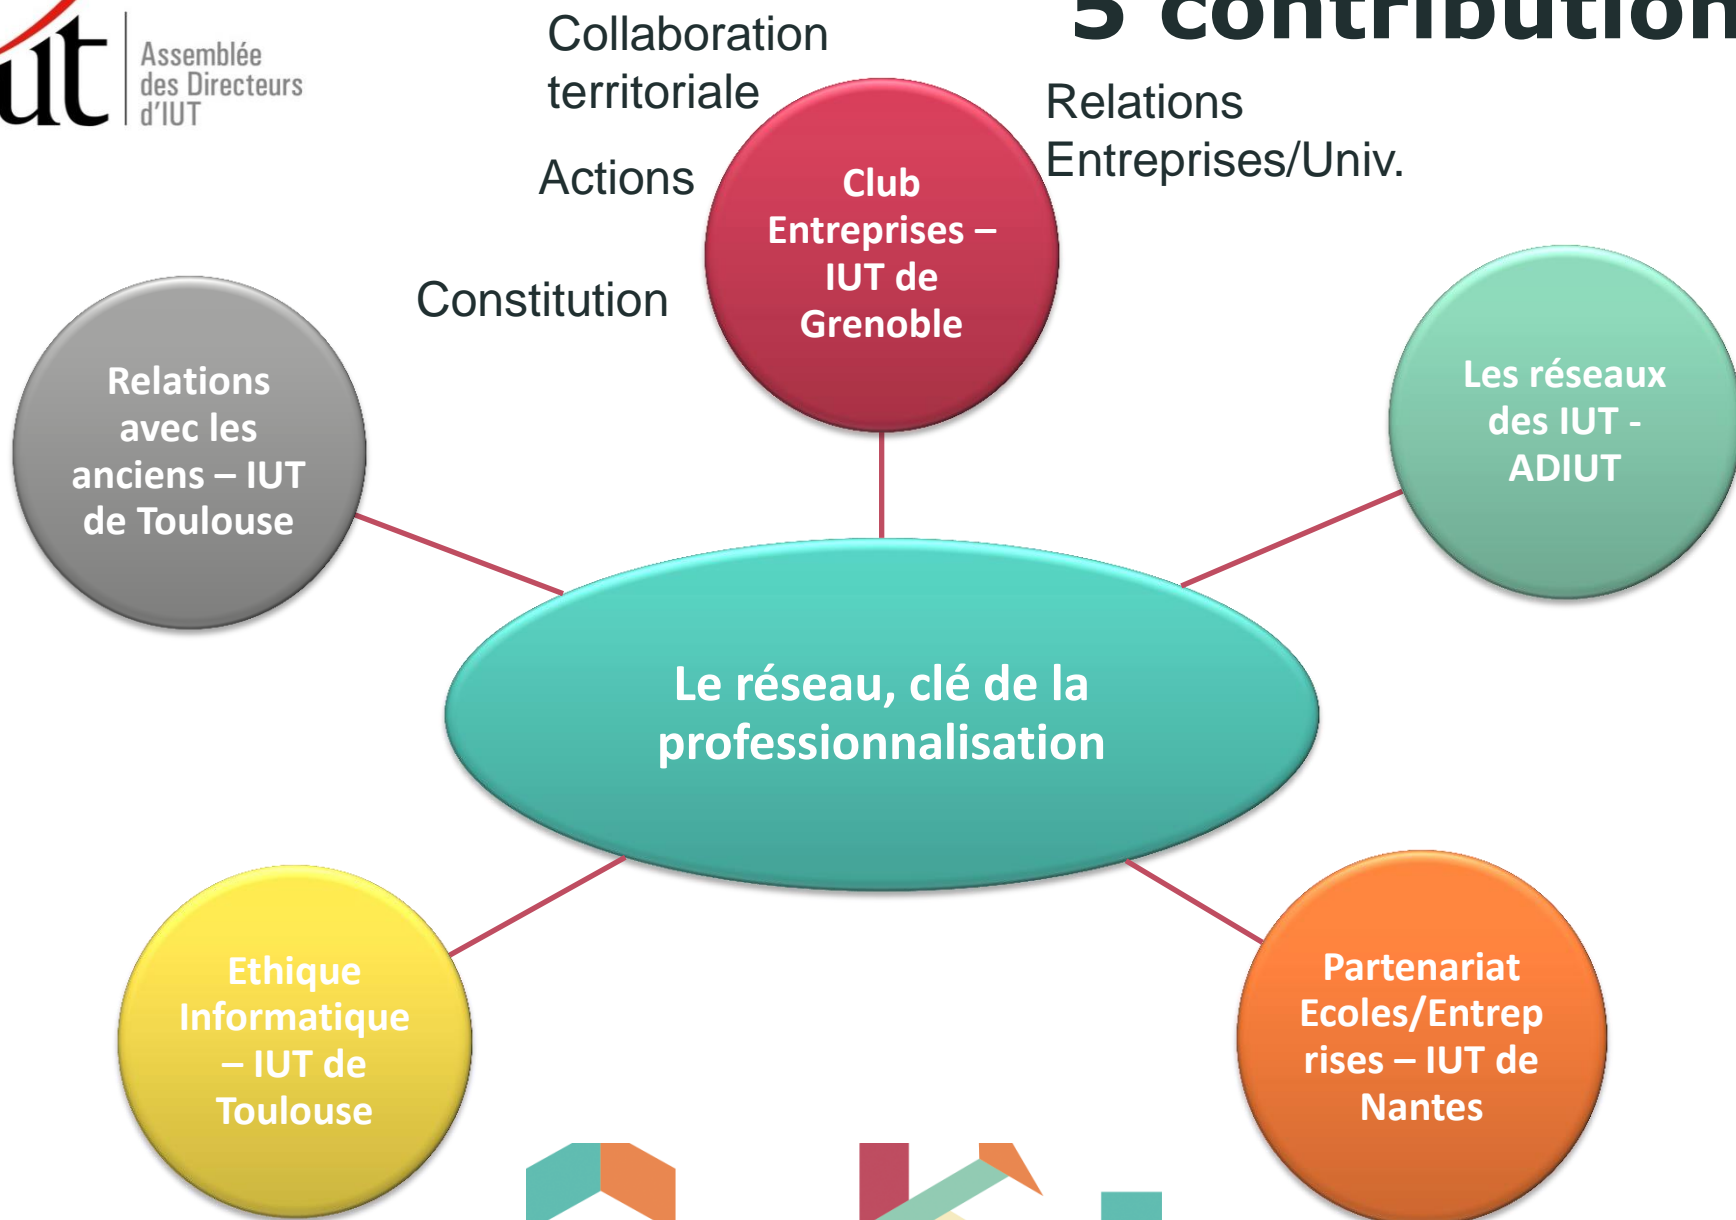 iut
Assemblée
des Directeurs
d'IUT
5 contribution
Collaboration
territoriale
Relations
Entreprises/Univ.
Actions
Constitution
Club
Entreprises –
IUT de
Grenoble
Relations
avec les
anciens – IUT
de Toulouse
Les réseaux
des IUT -
ADIUT
Le réseau, clé de la
professionnalisation
Ethique
Informatique
– IUT de
Toulouse
Partenariat
Ecoles/Entrep
rises – IUT de
Nantes